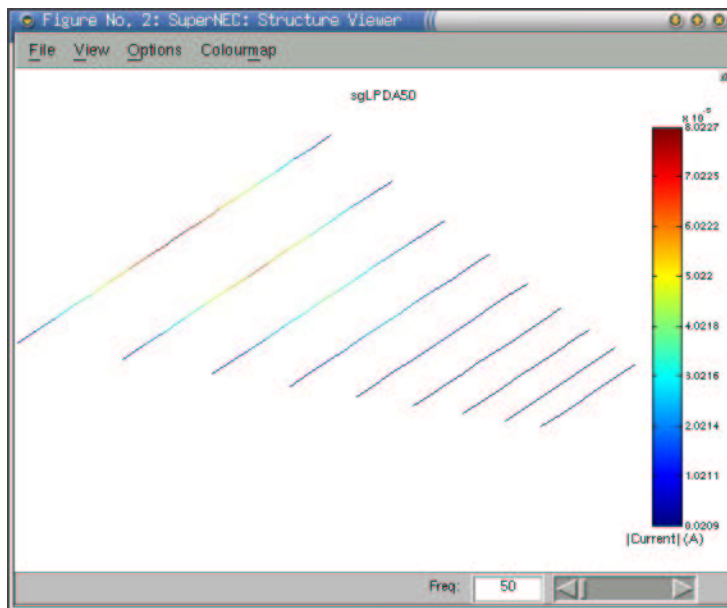 Figure No. 2: SuperNEC: Structure Viewer
File View Options Colourmap
sgLPDA50
8.0227
7.0225
6.0222
5.022
4.0218
3.0216
2.0214
1.0211
0.0209
|Current| (A)
Freq: 50